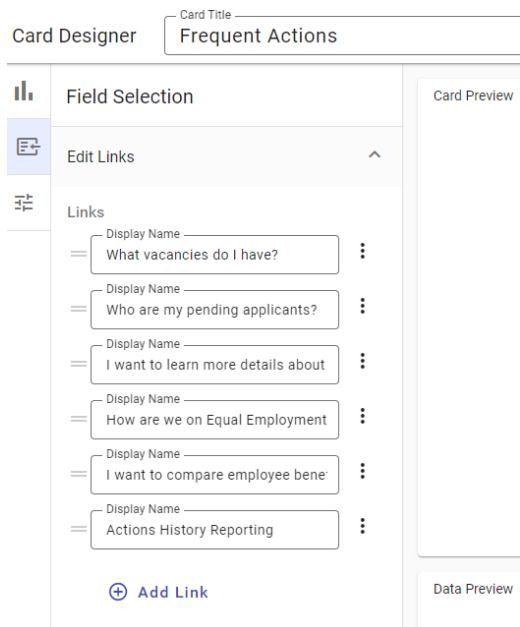 Card Designer
Card Title
Frequent Actions
Field Selection
Card Preview
Edit Links
Links
Display Name
What vacancies do I have?
Display Name
Who are my pending applicants?
Display Name
I want to learn more details about
Display Name
How are we on Equal Employment
Display Name
I want to compare employee bene
Display Name
Actions History Reporting
Add Link
Data Preview